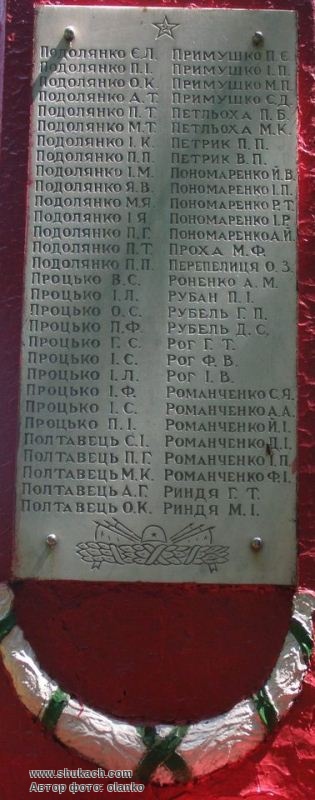 Подолянко Є.Л.
Подолянко П.І.
Подолянко О.К.
Подолянко А.Т.
Подолянко П.Т.
Подолянко М.Т.
Подолянко І.К.
Подолянко П.П.
Подолянко І.М.
Подолянко Я.В.
Подолянко М.Я.
Подолянко І.Я.
Подолянко П.Г.
Подолянко П.Т.
Подолянко П.П.
Процько В.С.
Процько І.Л.
Процько О.С.
Процько П.Ф.
Процько Г.С.
Процько І.С.
Процько І.Л.
Процько І.Ф.
Процько І.С.
Процько П.І.
Полтавець С.І.
Полтавець П.Г.
Полтавець М.К.
Полтавець А.Г.
Полтавець О.К.
Примушко П.Є.
Примушко І.П.
Примушко М.П.
Примушко Є.Д.
Петльоха П.Б.
Петльоха М.К.
Петрик П.П.
Петрик В.П.
Пономаренко Й.В.
Пономаренко І.П.
Пономаренко Р.Т.
Пономаренко І.Р.
Пономаренко А.Й.
Проха М.Ф.
Перепелиця О.З.
Роненко А.М.
Рубан П.І.
Рубель Г.П.
Рубель Д.С.
Рог Г.Т.
Рог Ф.В.
Рог І.В.
Романченко С.Я.
Романченко А.А.
Романченко Й.І.
Романченко Д.І.
Романченко І.П.
Романченко Ф.І.
Риндя Г.Т.
Риндя М.І.
www.shukach.com
Автор фото: olanko